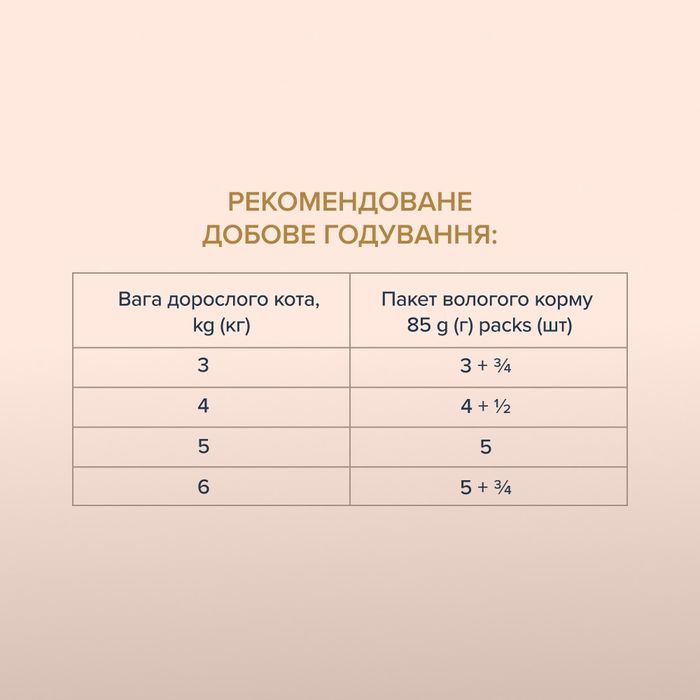 РЕКОМЕНДОВАНЕ
ДОБОВЕ ГОДУВАННЯ:
Вага дорослого кота,
kg (кг)
Пакет вологого корму
85 g (г) packs (шт)
3
3 + ¾
4
4 + ½
5
5
6
5 + ¾